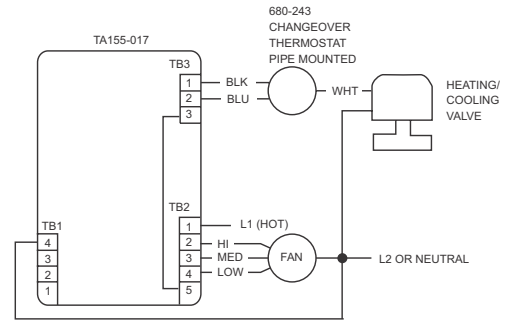 680-243
CHANGEOVER
THERMOSTAT
PIPE MOUNTED
TA155-017
TB3
1 BLK
2 BLU
3
WHT
HEATING/
COOLING
VALVE
TB2
1 L1 (HOT)
2 HI
3 MED
4 LOW
5
FAN
L2 OR NEUTRAL
TB1
4
3
2
1